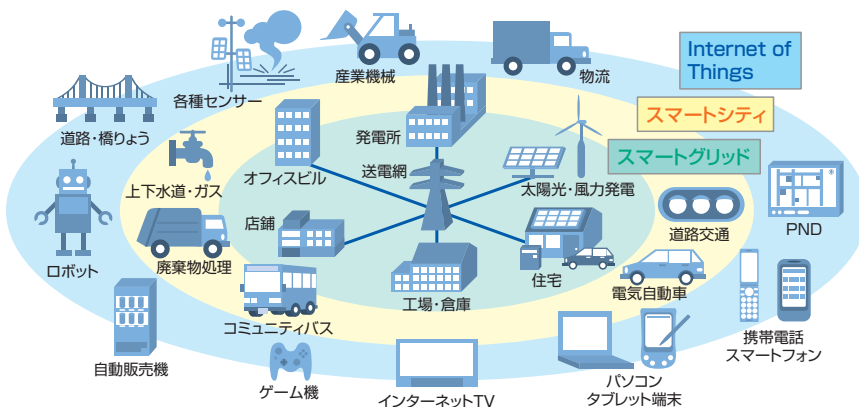 Internet of
Things
スマートシティ
スマートグリッド
各種センサー
産業機械
物流
道路・橋りょう
発電所
上下水道・ガス
オフィスビル
送電網
太陽光・風力発電
ロボット
廃棄物処理
店舗
道路交通
PND
工場・倉庫
住宅
電気自動車
コミュニティバス
自動販売機
ゲーム機
インターネットTV
パソコン
タブレット端末
携帯電話
スマートフォン